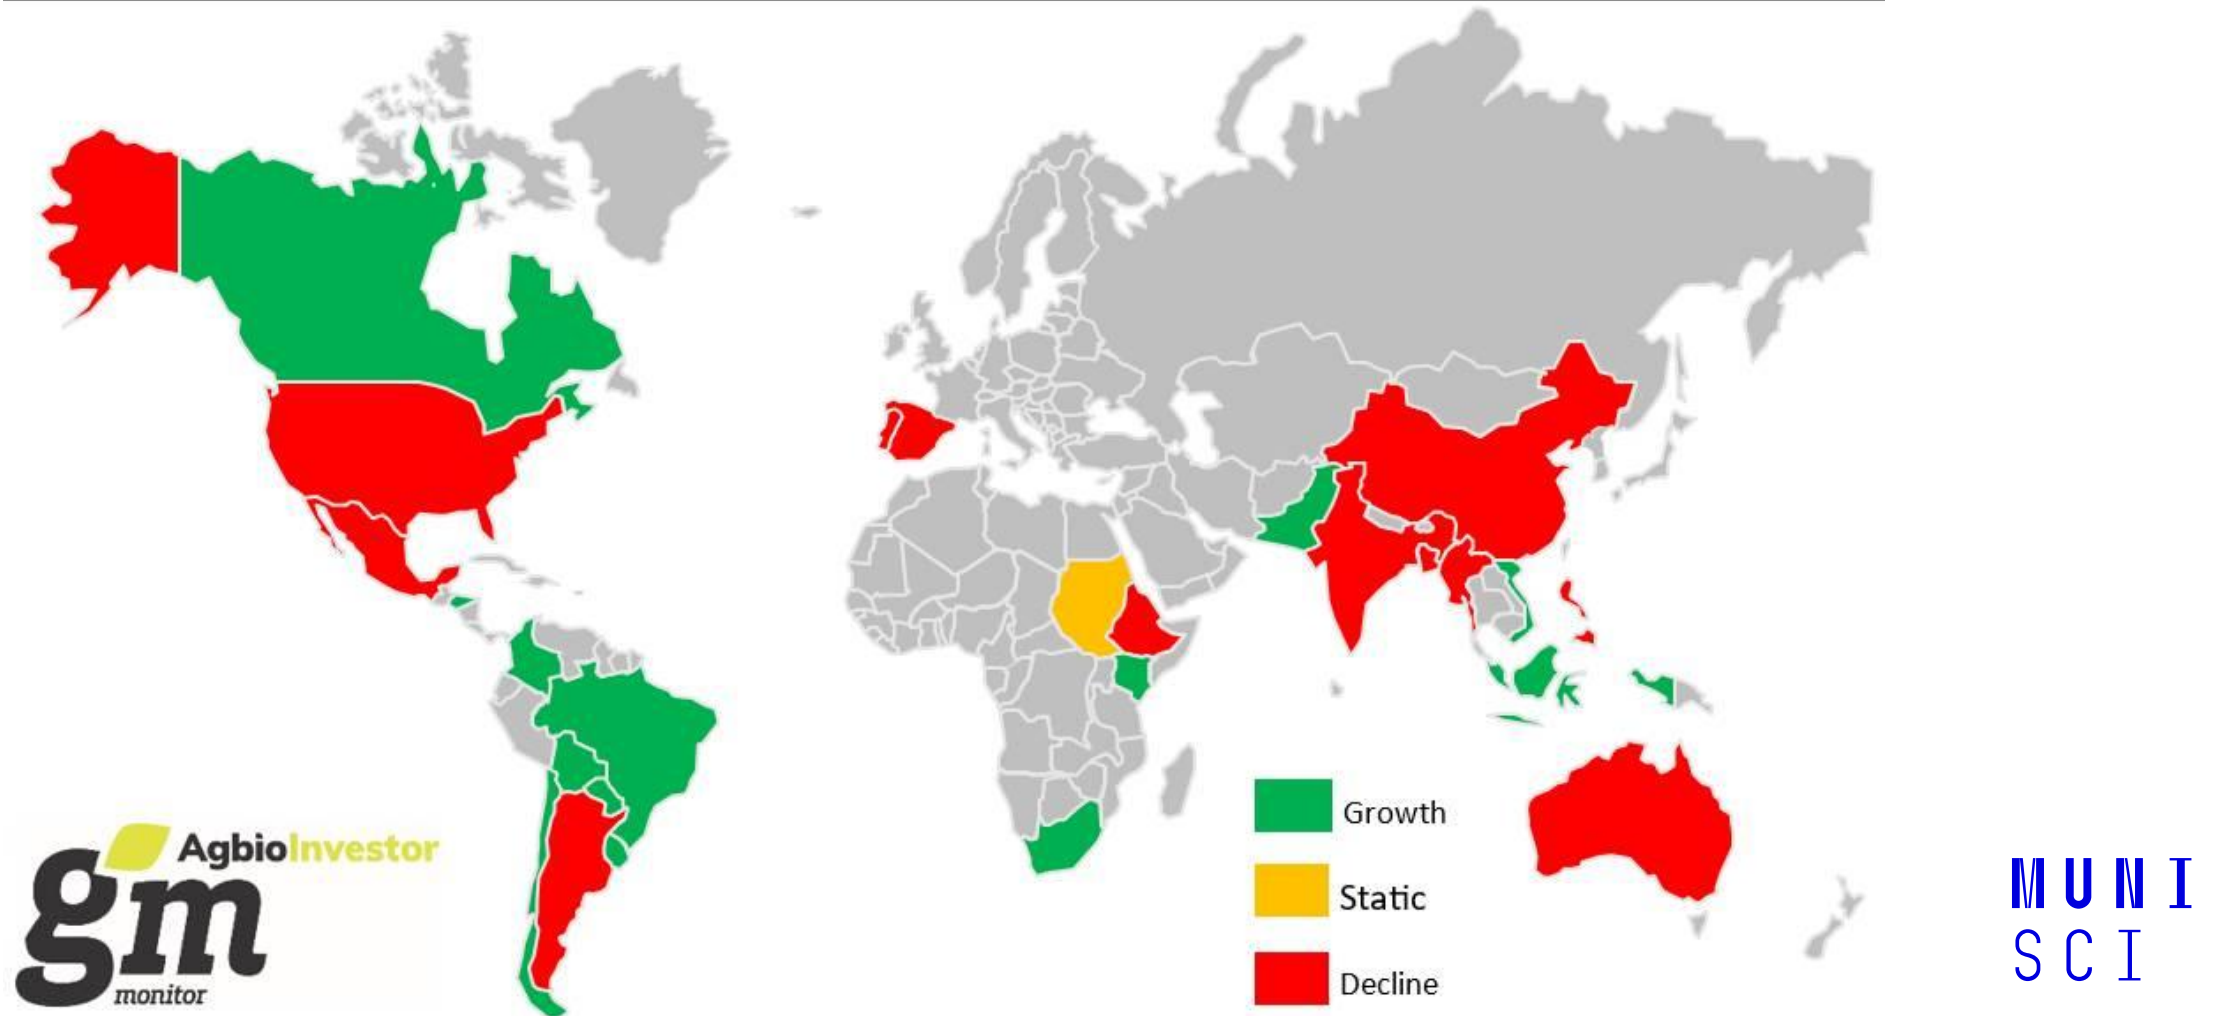 AgbioInvestor
gm
monitor
Growth
Static
Decline
MUNI
SCI